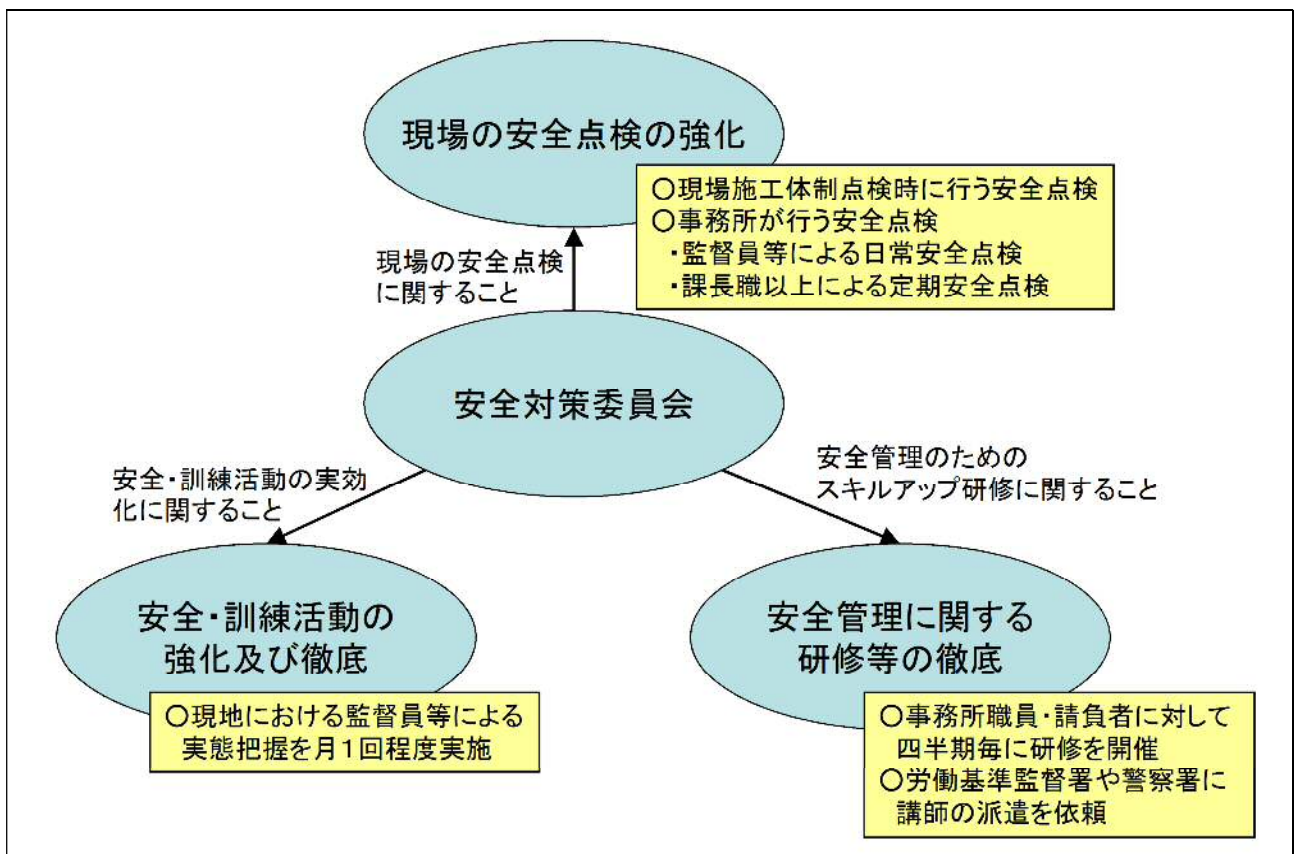 現場の安全点検の強化
○現場施工体制点検時に行う安全点検
○事務所が行う安全点検
・監督員等による日常安全点検
・課長職以上による定期安全点検
現場の安全点検
に関すること
安全対策委員会
安全・訓練活動の実効
化に関すること
安全管理のための
スキルアップ研修に関すること
安全・訓練活動の
強化及び徹底
○現地における監督員等による
実態把握を月1回程度実施
安全管理に関する
研修等の徹底
○事務所職員・請負者に対して
四半期毎に研修を開催
○労働基準監督署や警察署に
講師の派遣を依頼